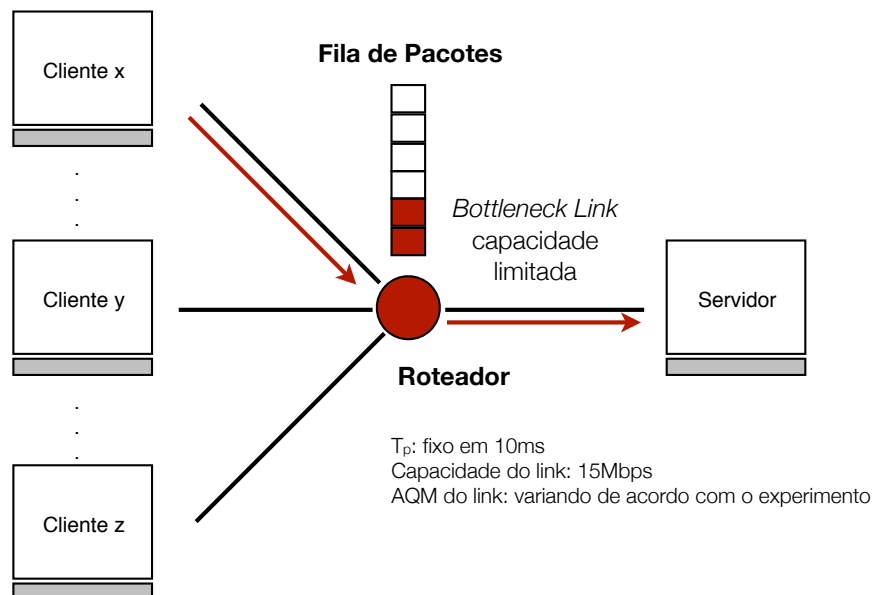 Cliente x
Fila de Pacotes
.
.
.
Bottleneck Link
capacidade
limitada
Cliente y
Servidor
Roteador
.
.
.
Tₚ: fixo em 10ms
Capacidade do link: 15Mbps
AQM do link: variando de acordo com o experimento
Cliente z